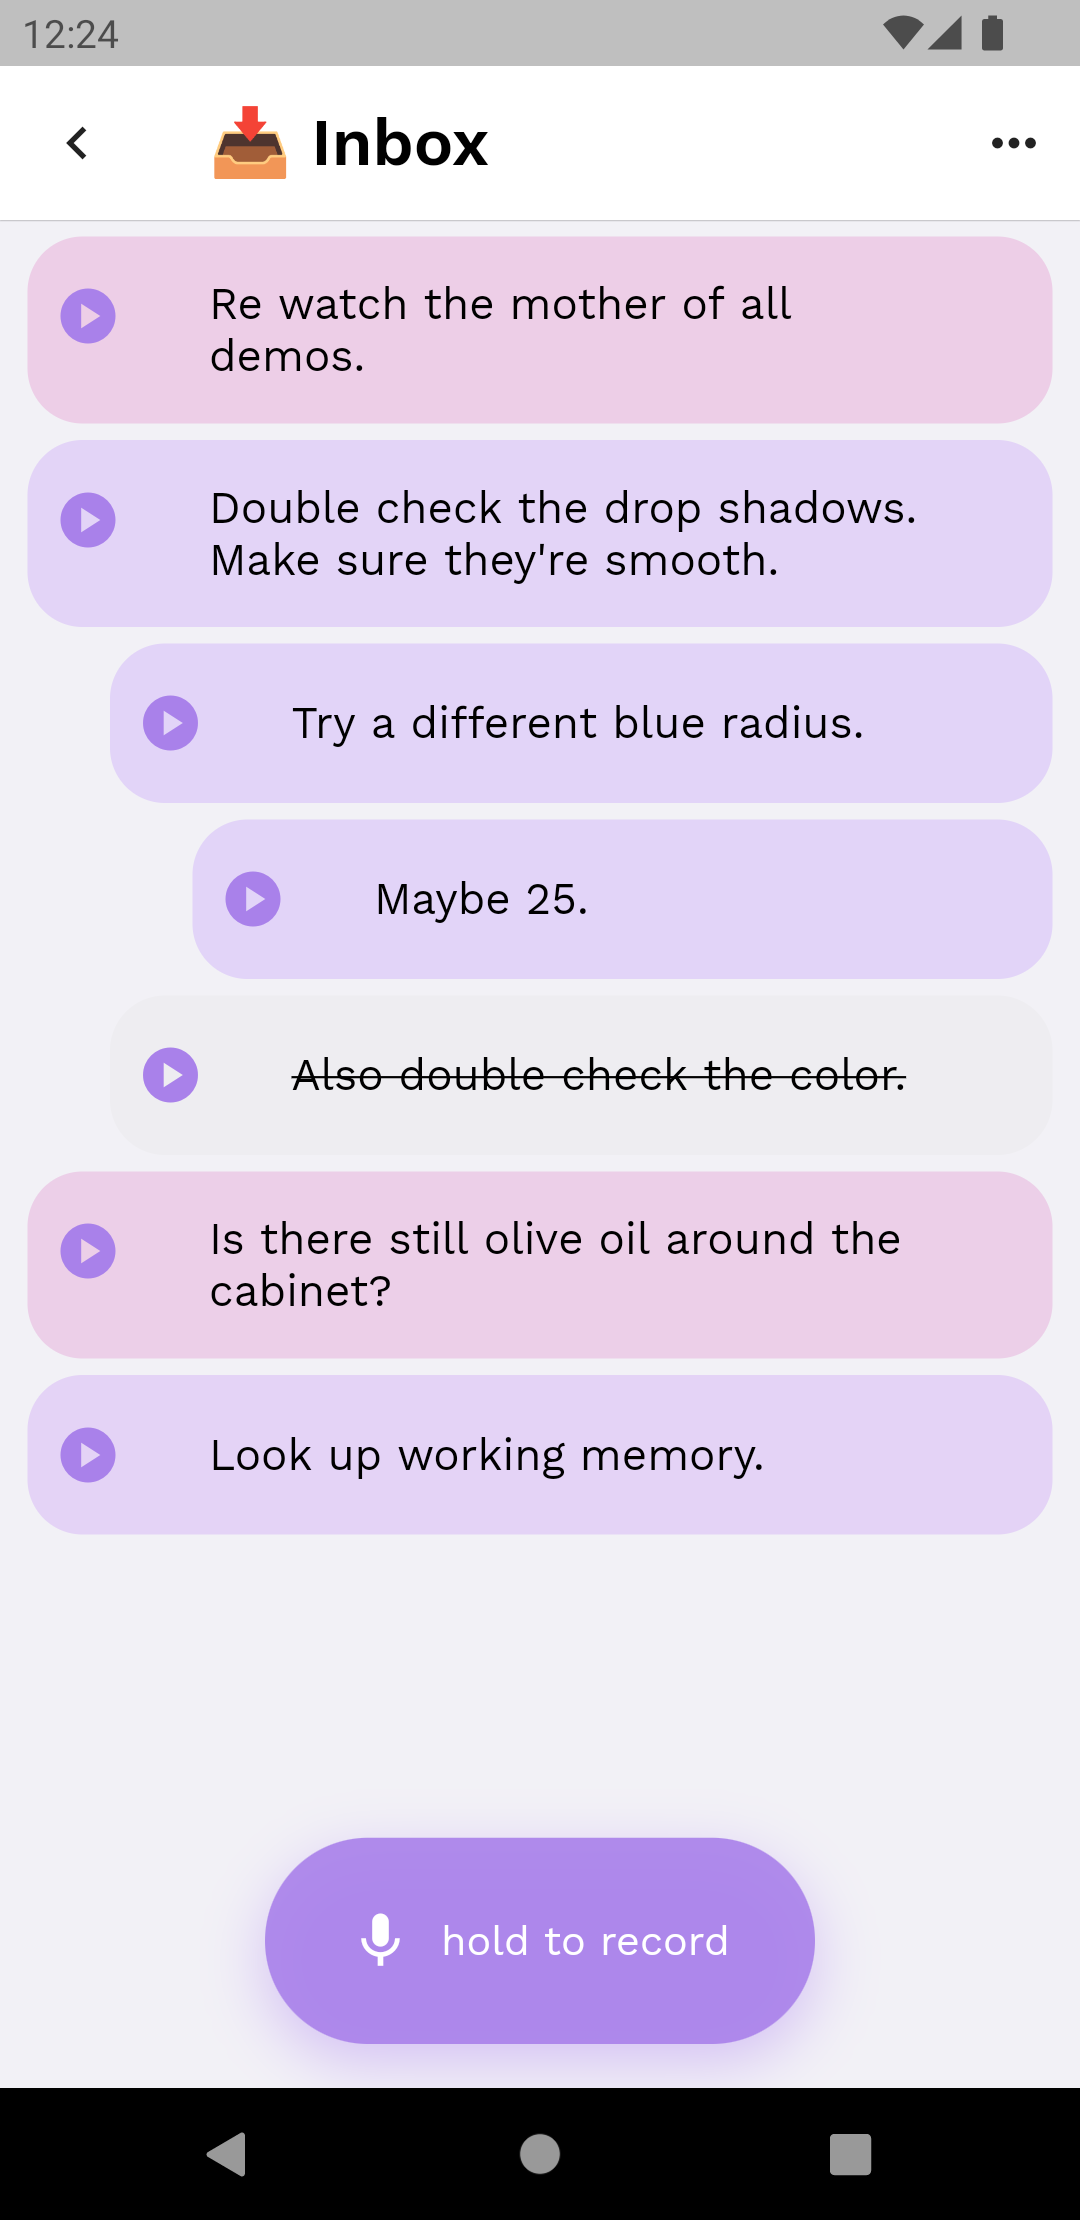 12:24
Inbox
Re watch the mother of all
demos.
Double check the drop shadows.
Make sure they're smooth.
Try a different blue radius.
Maybe 25.
Also double check the color.
Is there still olive oil around the
cabinet?
Look up working memory.
hold to record